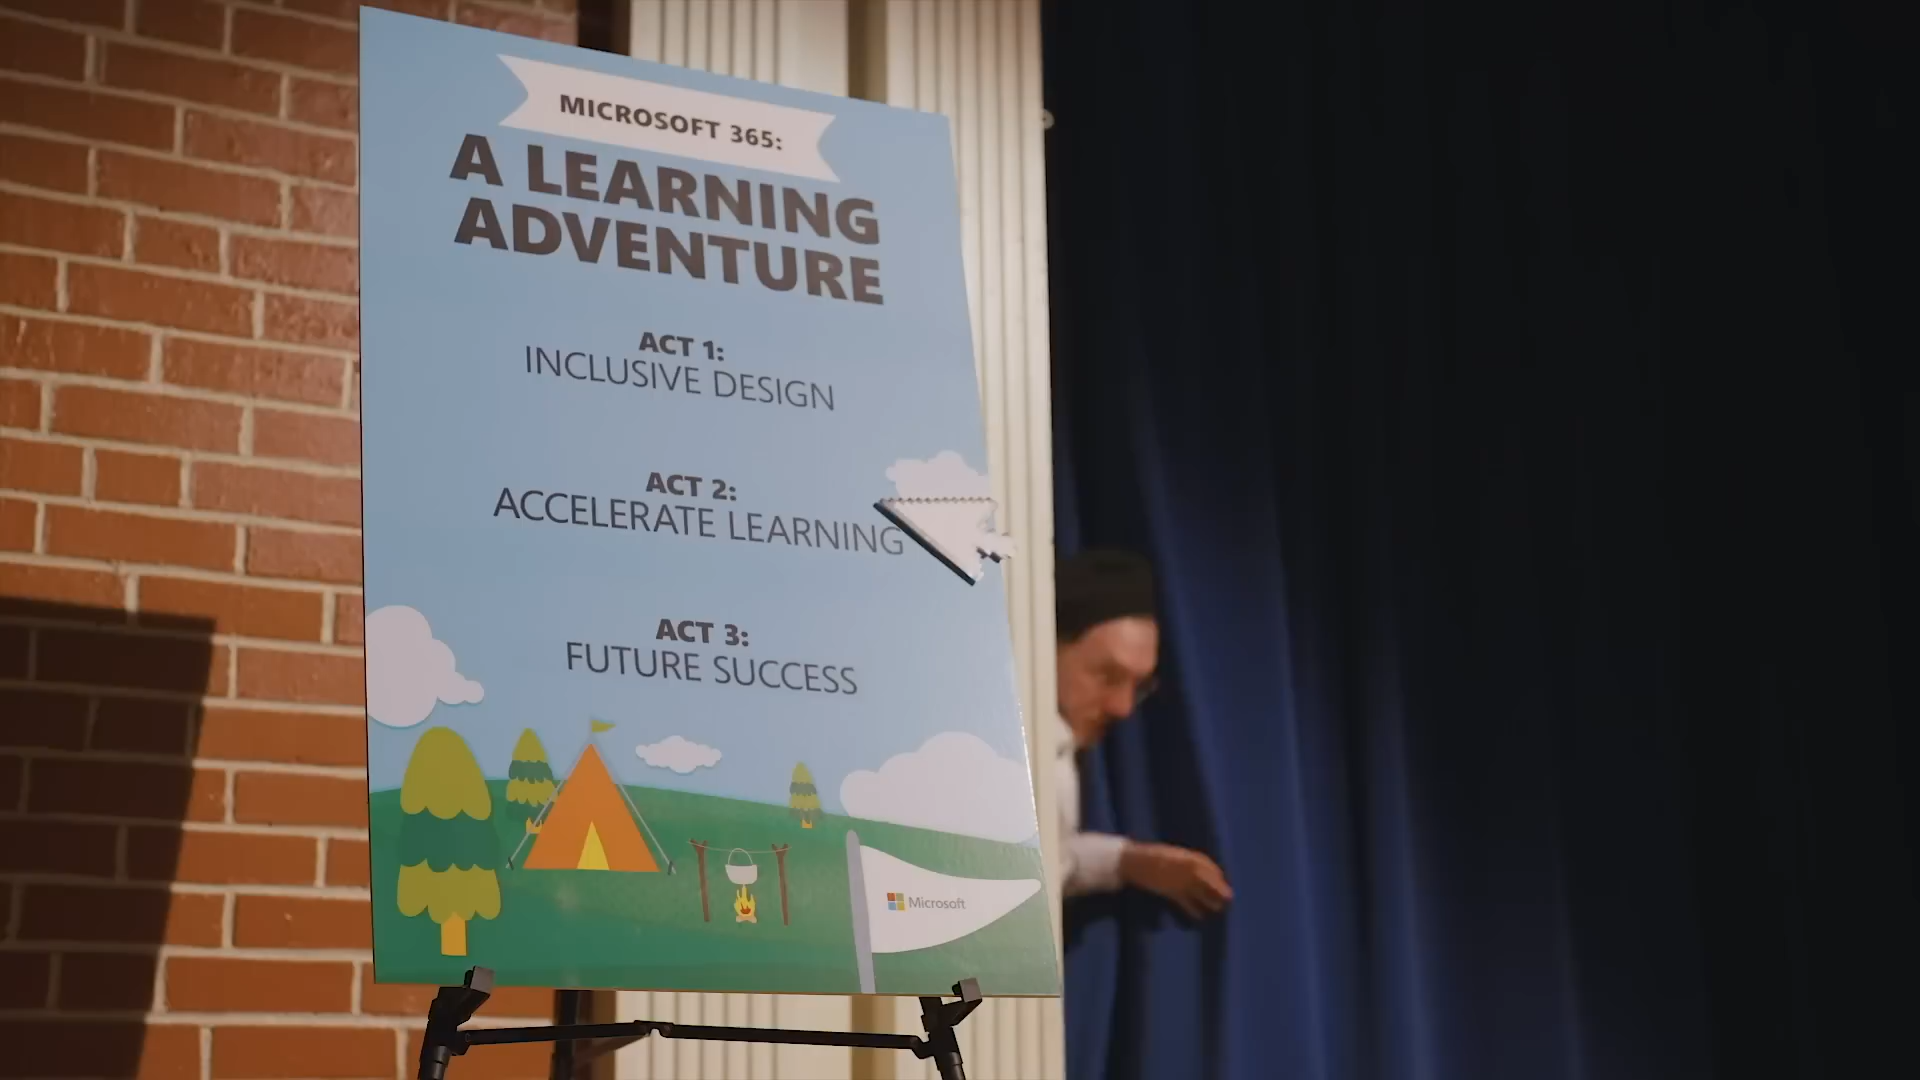 MICROSOFT 365:
A LEARNING
ADVENTURE
ACT 1:
INCLUSIVE DESIGN
ACT 2:
ACCELERATE LEARNING
ACT 3:
FUTURE SUCCESS
Microsoft